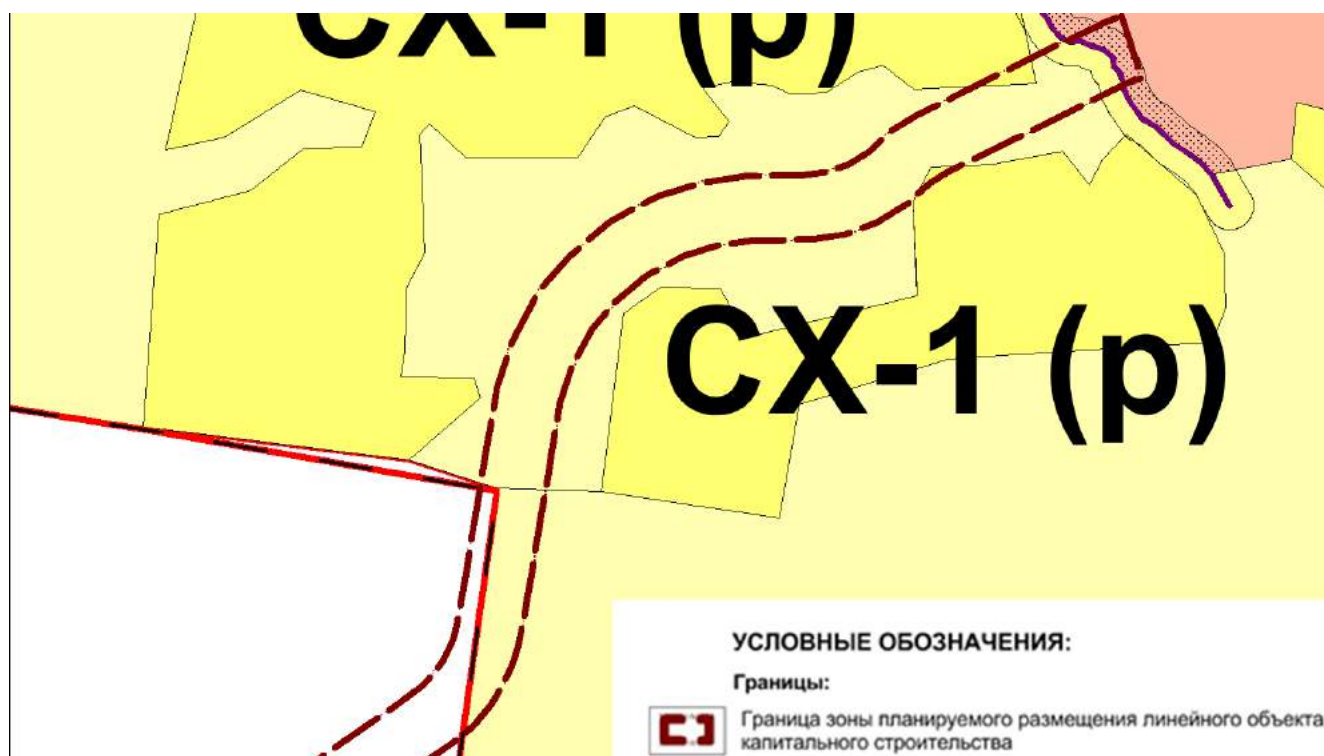 СХ-1 (р)
СХ-1 (р)
УСЛОВНЫЕ ОБОЗНАЧЕНИЯ:
Границы:
Граница зоны планируемого размещения линейного объекта
капитального строительства